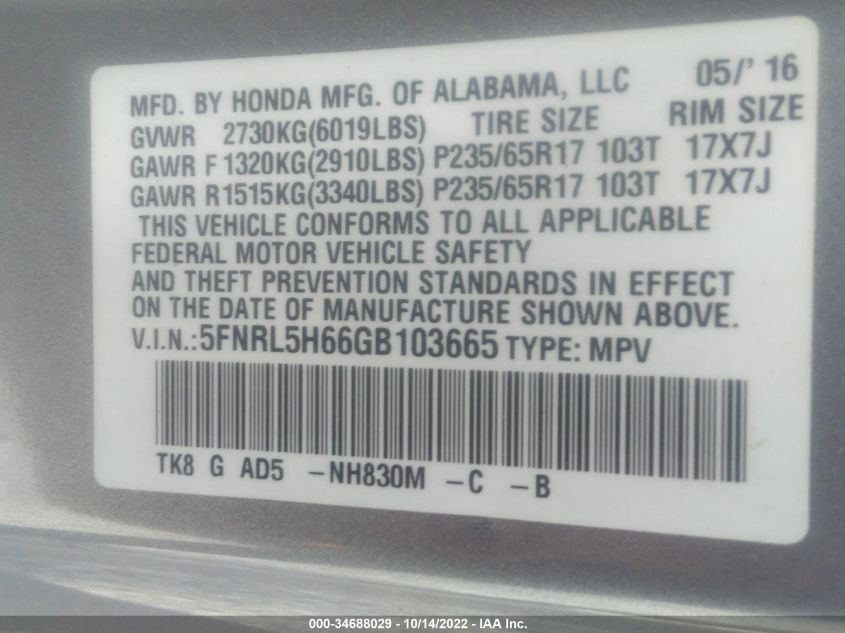 MFD. BY HONDA MFG. OF ALABAMA, LLC 05/' 16
GVWR 2730KG(6019LBS) TIRE SIZE RIM SIZE
GAWR F 1320KG(2910LBS) P235/65R17 103T 17X7J
GAWR R1515KG(3340LBS) P235/65R17 103T 17X7J
THIS VEHICLE CONFORMS TO ALL APPLICABLE
FEDERAL MOTOR VEHICLE SAFETY
AND THEFT PREVENTION STANDARDS IN EFFECT
ON THE DATE OF MANUFACTURE SHOWN ABOVE.
V.I.N.:5FNRL5H66GB103665 TYPE: MPV
TK8 G AD5 -NH830M -C -B
000-34688029 - 10/14/2022 - IAA Inc.